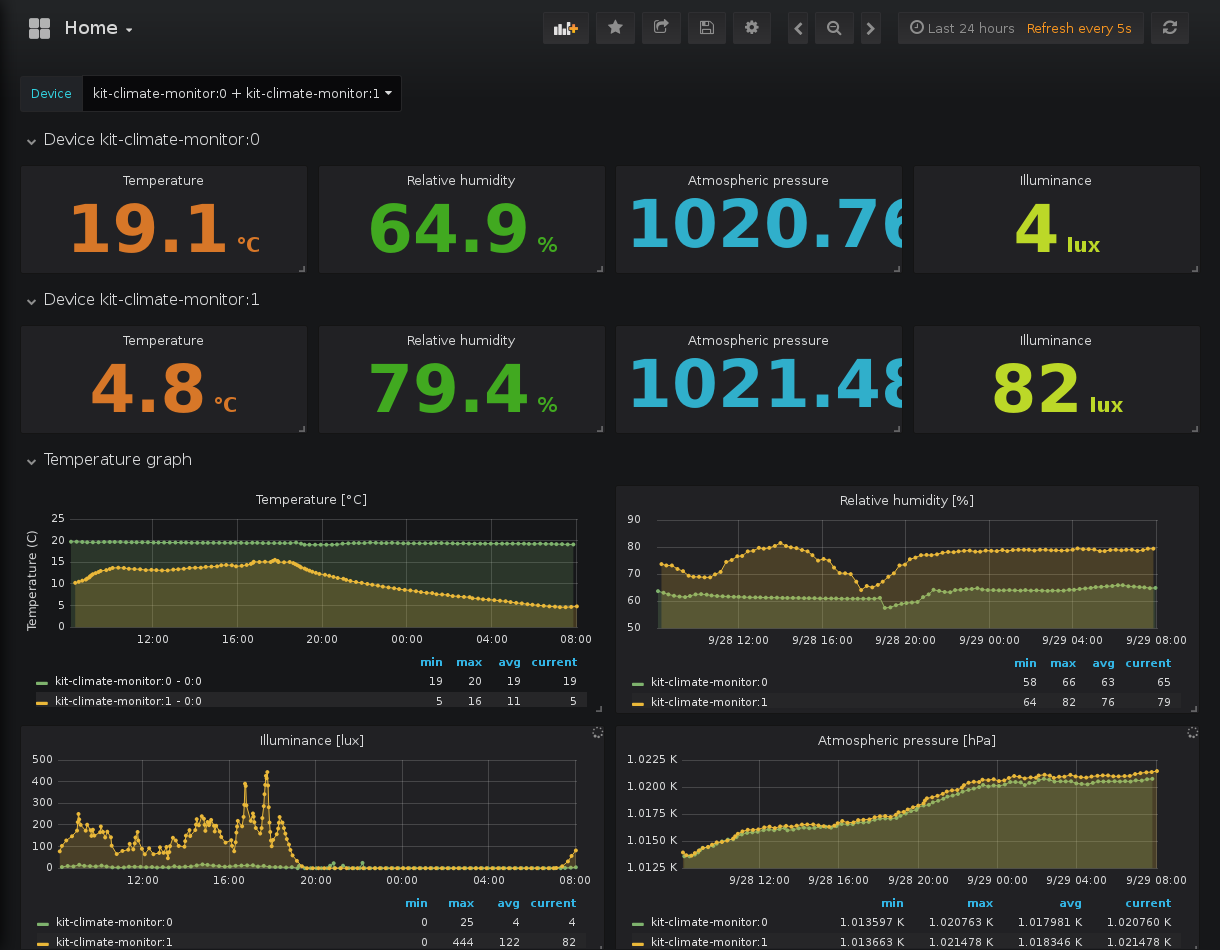 Home
Last 24 hours Refresh every 5s
Device kit-climate-monitor:0 + kit-climate-monitor:1
Device kit-climate-monitor:0
Temperature Relative humidity Atmospheric pressure Illuminance
19.1 °C 64.9 % 1020.76 4 lux
Device kit-climate-monitor:1
Temperature Relative humidity Atmospheric pressure Illuminance
4.8 °C 79.4 % 1021.48 82 lux
Temperature graph
Temperature [°C]
Temperature (C)
25
20
15
10
5
0
12:00 16:00 20:00 00:00 04:00 08:00
min max avg current
kit-climate-monitor:0 - 0:0 19 20 19 19
kit-climate-monitor:1 - 0:0 5 16 11 5
Relative humidity [%]
90
80
70
60
50
9/28 12:00 9/28 16:00 9/28 20:00 9/29 00:00 9/29 04:00 9/29 08:00
min max avg current
kit-climate-monitor:0 58 66 63 65
kit-climate-monitor:1 64 82 76 79
Illuminance [lux]
500
400
300
200
100
0
12:00 16:00 20:00 00:00 04:00 08:00
min max avg current
kit-climate-monitor:0 0 25 4 4
kit-climate-monitor:1 0 444 122 82
Atmospheric pressure [hPa]
1.0225 K
1.0200 K
1.0175 K
1.0150 K
1.0125 K
9/28 12:00 9/28 16:00 9/28 20:00 9/29 00:00 9/29 04:00 9/29 08:00
min max avg current
kit-climate-monitor:0 1.013597 K 1.020763 K 1.017981 K 1.020760 K
kit-climate-monitor:1 1.013663 K 1.021478 K 1.018346 K 1.021478 K